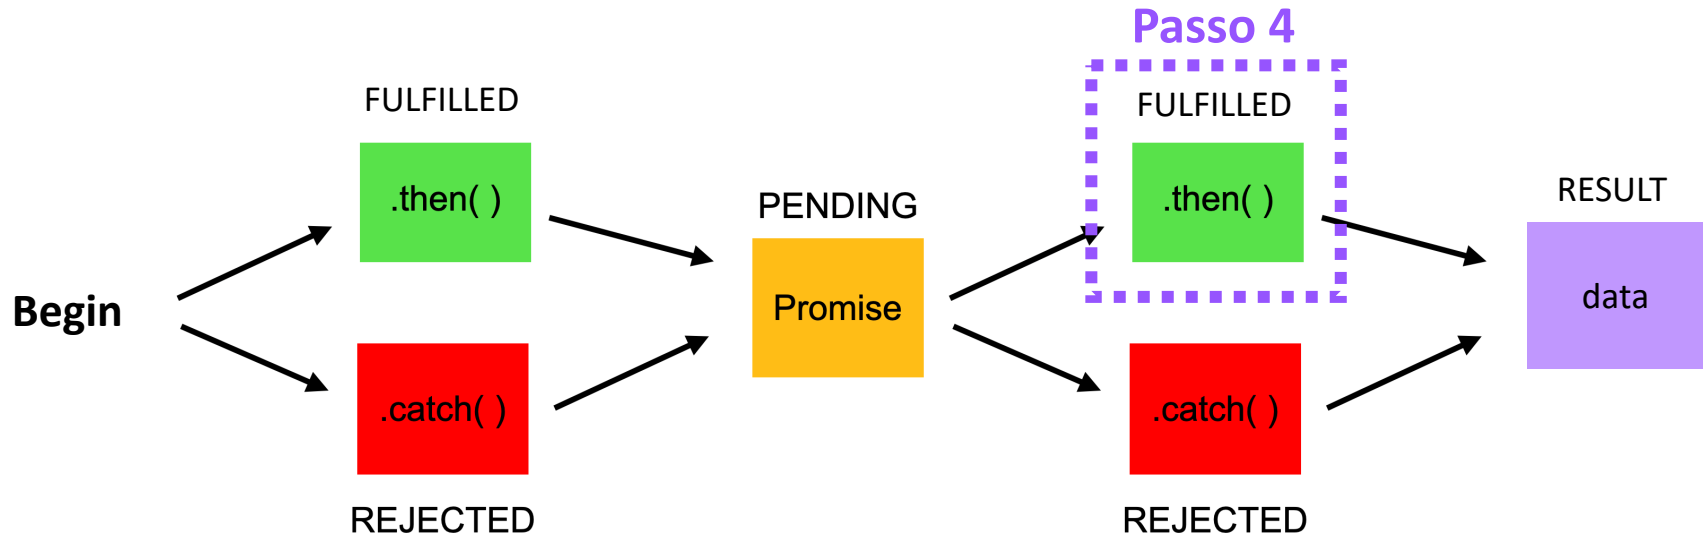 Passo 4
FULFILLED
.then( )
Begin
.catch( )
REJECTED
PENDING
Promise
FULFILLED
.then( )
.catch( )
REJECTED
RESULT
data